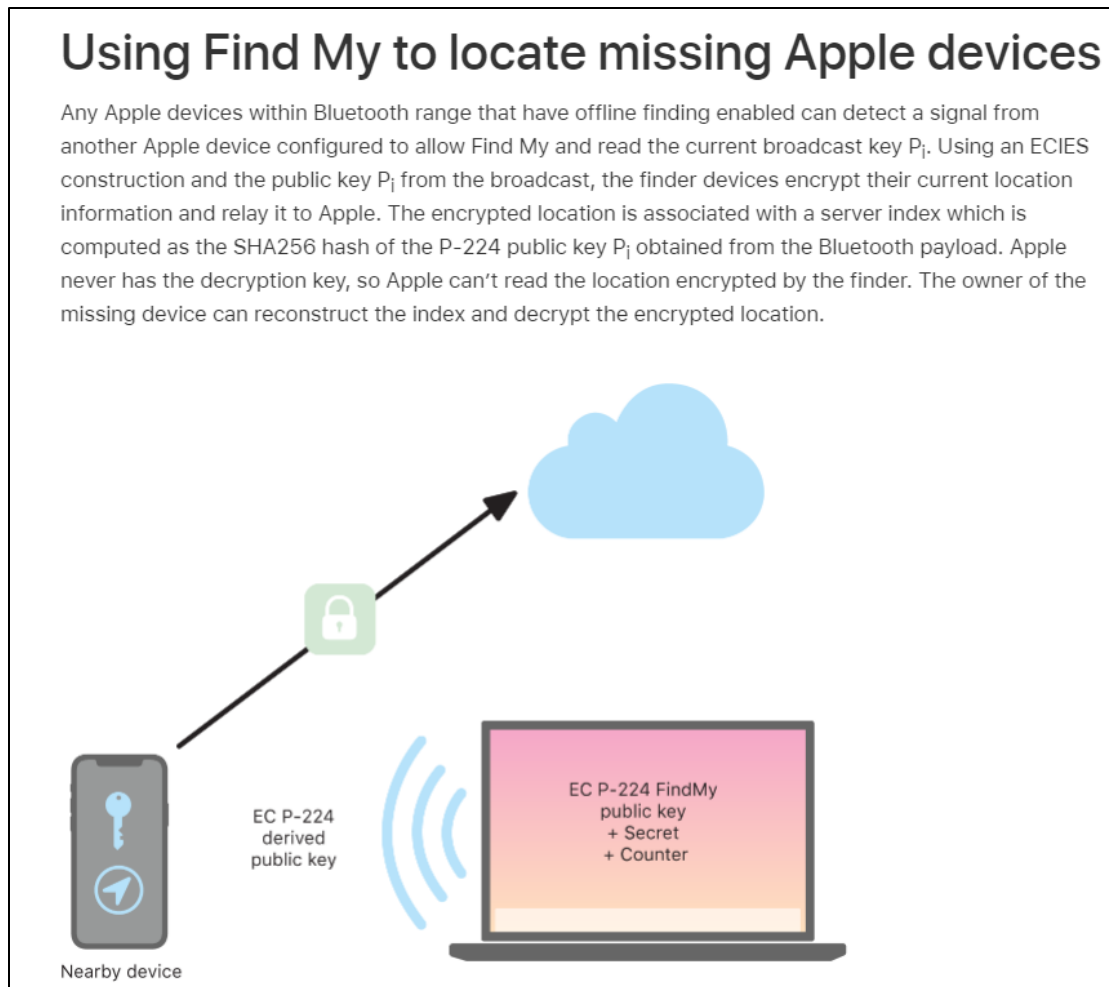 Using Find My to locate missing Apple devices
Any Apple devices within Bluetooth range that have offline finding enabled can detect a signal from
another Apple device configured to allow Find My and read the current broadcast key Pi. Using an ECIES
construction and the public key Pi from the broadcast, the finder devices encrypt their current location
information and relay it to Apple. The encrypted location is associated with a server index which is
computed as the SHA256 hash of the P-224 public key Pi obtained from the Bluetooth payload. Apple
never has the decryption key, so Apple can’t read the location encrypted by the finder. The owner of the
missing device can reconstruct the index and decrypt the encrypted location.
EC P-224
derived
public key
EC P-224 FindMy
public key
+ Secret
+ Counter
Nearby device